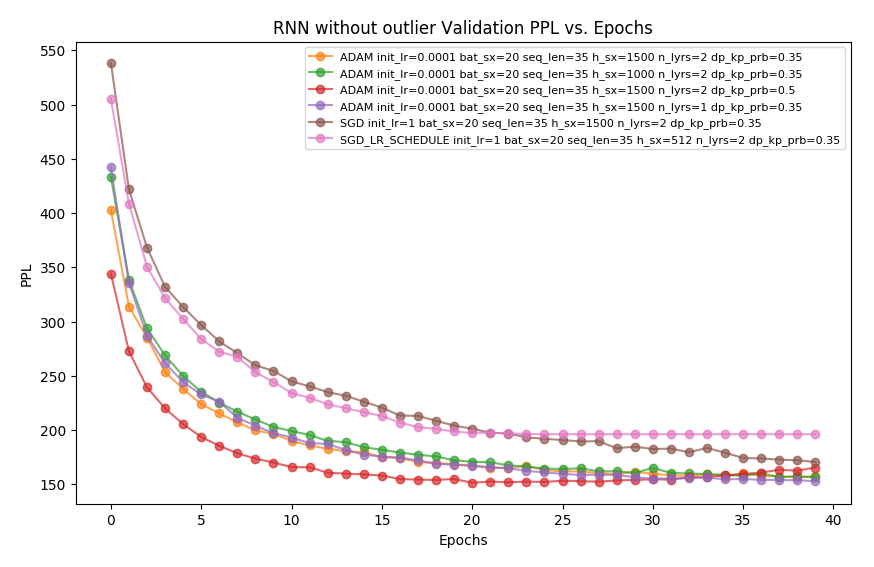 RNN without outlier Validation PPL vs. Epochs
ADAM init_lr=0.0001 bat_sx=20 seq_len=35 h_sx=1500 n_lyrs=2 dp_kp_prb=0.35
ADAM init_lr=0.0001 bat_sx=20 seq_len=35 h_sx=1000 n_lyrs=2 dp_kp_prb=0.35
ADAM init_lr=0.0001 bat_sx=20 seq_len=35 h_sx=1500 n_lyrs=2 dp_kp_prb=0.5
ADAM init_lr=0.0001 bat_sx=20 seq_len=35 h_sx=1500 n_lyrs=1 dp_kp_prb=0.35
SGD init_lr=1 bat_sx=20 seq_len=35 h_sx=1500 n_lyrs=2 dp_kp_prb=0.35
SGD_LR_SCHEDULE init_lr=1 bat_sx=20 seq_len=35 h_sx=512 n_lyrs=2 dp_kp_prb=0.35
PPL
550
500
450
400
350
300
250
200
150
0 5 10 15 20 25 30 35 40
Epochs